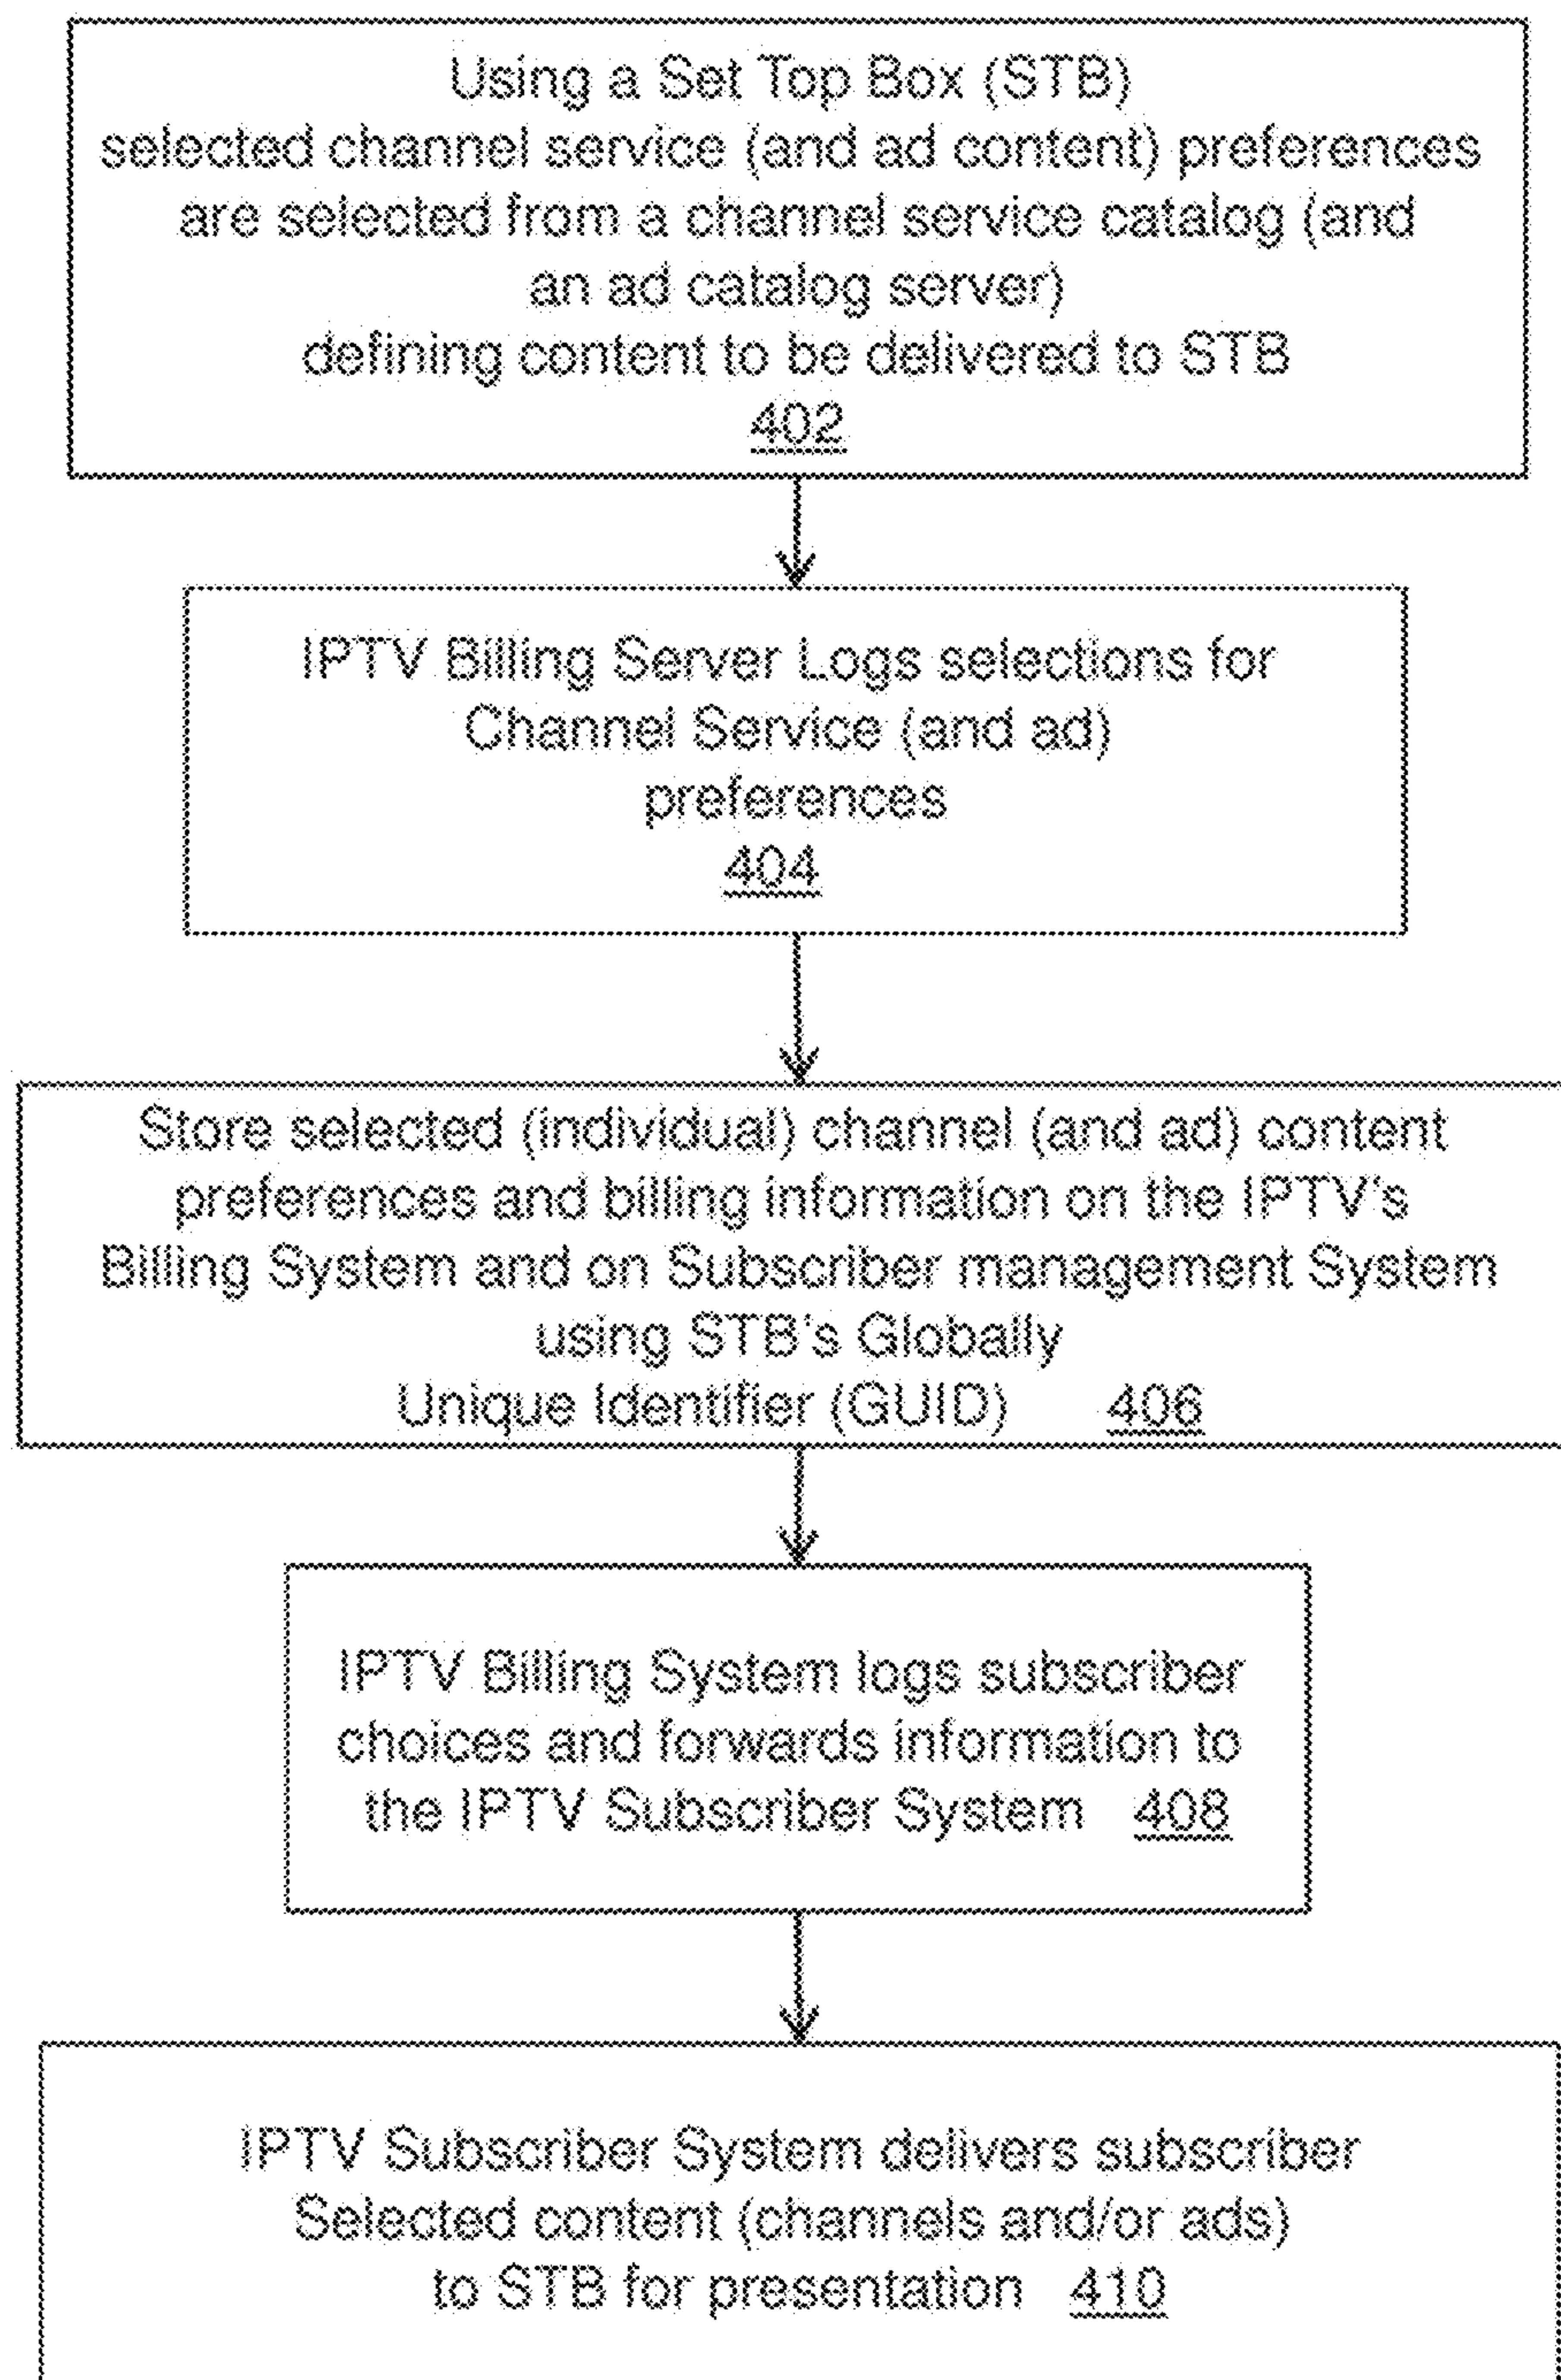 Using a Set Top Box (STB)
selected channel service (and ad content) preferences
are selected from a channel service catalog (and
an ad catalog server)
defining content to be delivered to STB
402
IPTV Billing Server Logs selections for
Channel Service (and ad)
preferences
404
Store selected (individual) channel (and ad) content
preferences and billing information on the IPTV's
Billing System and on Subscriber management System
using STB's Globally
Unique Identifier (GUID) 406
IPTV Billing System logs subscriber
choices and forwards information to
the IPTV Subscriber System 408
IPTV Subscriber System delivers subscriber
Selected content (channels and/or ads)
to STB for presentation 410